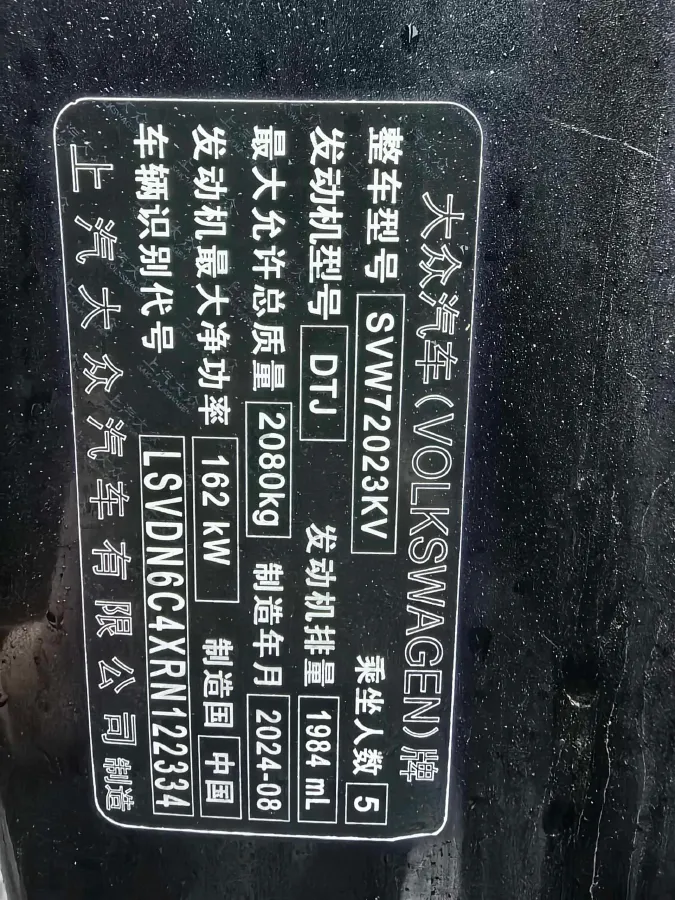 大众汽车(VOLKSWAGEN)牌
整车型号 SVW72023KV 乘坐人数 5
发动机型号 DTJ 发动机排量 1984 mL
最大允许总质量 2080kg 制造年月 2024-08
发动机最大净功率 162 kW 制造国 中国
车辆识别代号 LSVDN6C4XRN122334
上汽大众汽车有限公司制造